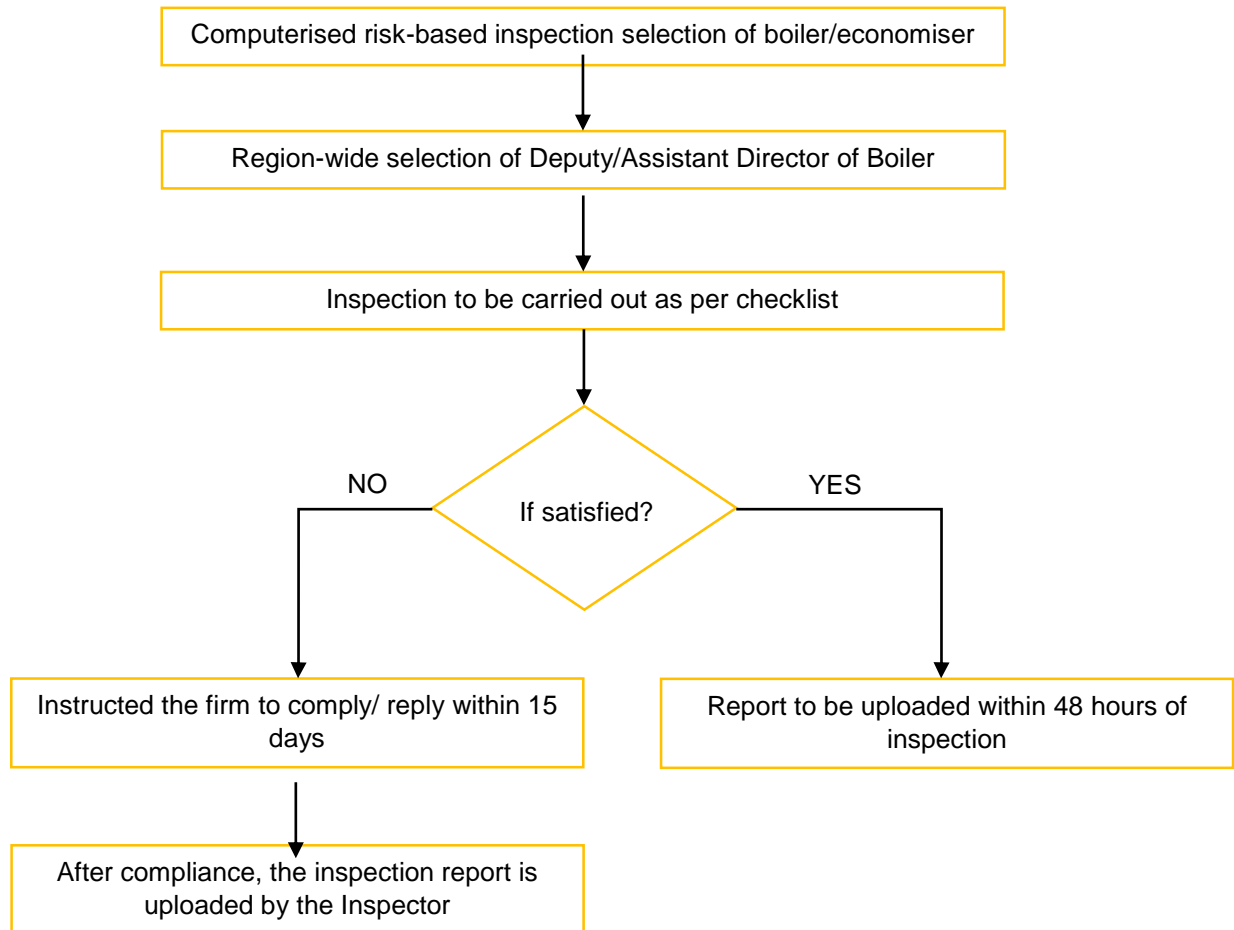 Computerised risk-based inspection selection of boiler/economiser
Region-wide selection of Deputy/Assistant Director of Boiler
Inspection to be carried out as per checklist
NO
YES
If satisfied?
Instructed the firm to comply/ reply within 15
days
Report to be uploaded within 48 hours of
inspection
After compliance, the inspection report is
uploaded by the Inspector